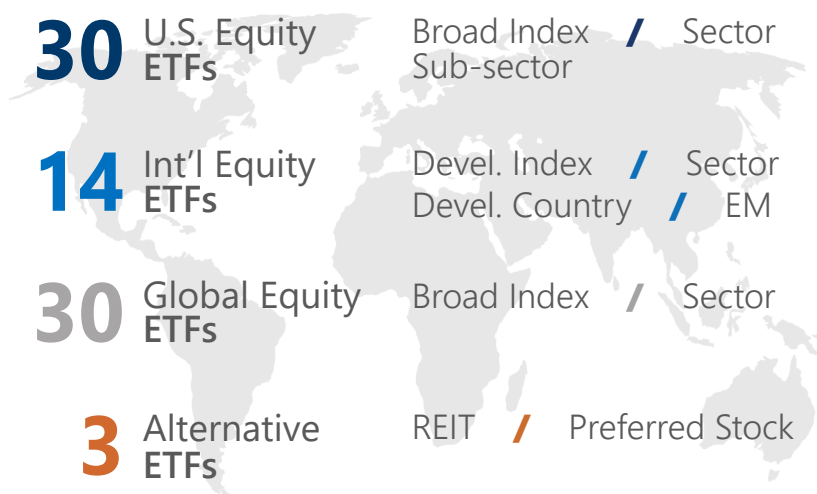 30 U.S. Equity ETFs
Broad Index / Sector
Sub-sector
14 Int'l Equity ETFs
Devel. Index / Sector
Devel. Country / EM
30 Global Equity ETFs
Broad Index / Sector
3 Alternative ETFs
REIT / Preferred Stock